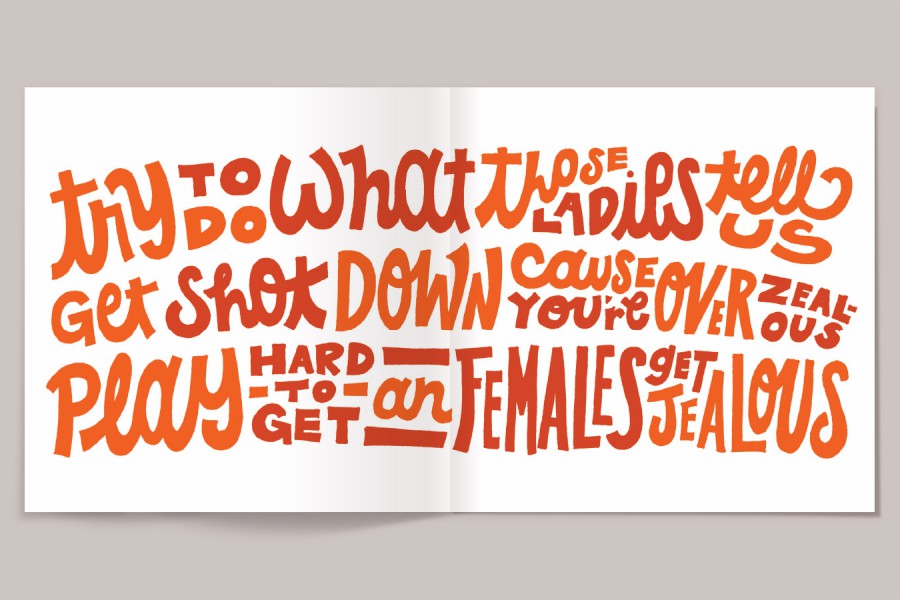 try TO DO what those LADies tell US
Get shot DOWN cause You're OVER ZEAL-OUS
Play HARD -TO- GET an FEMALES get JEALOUS